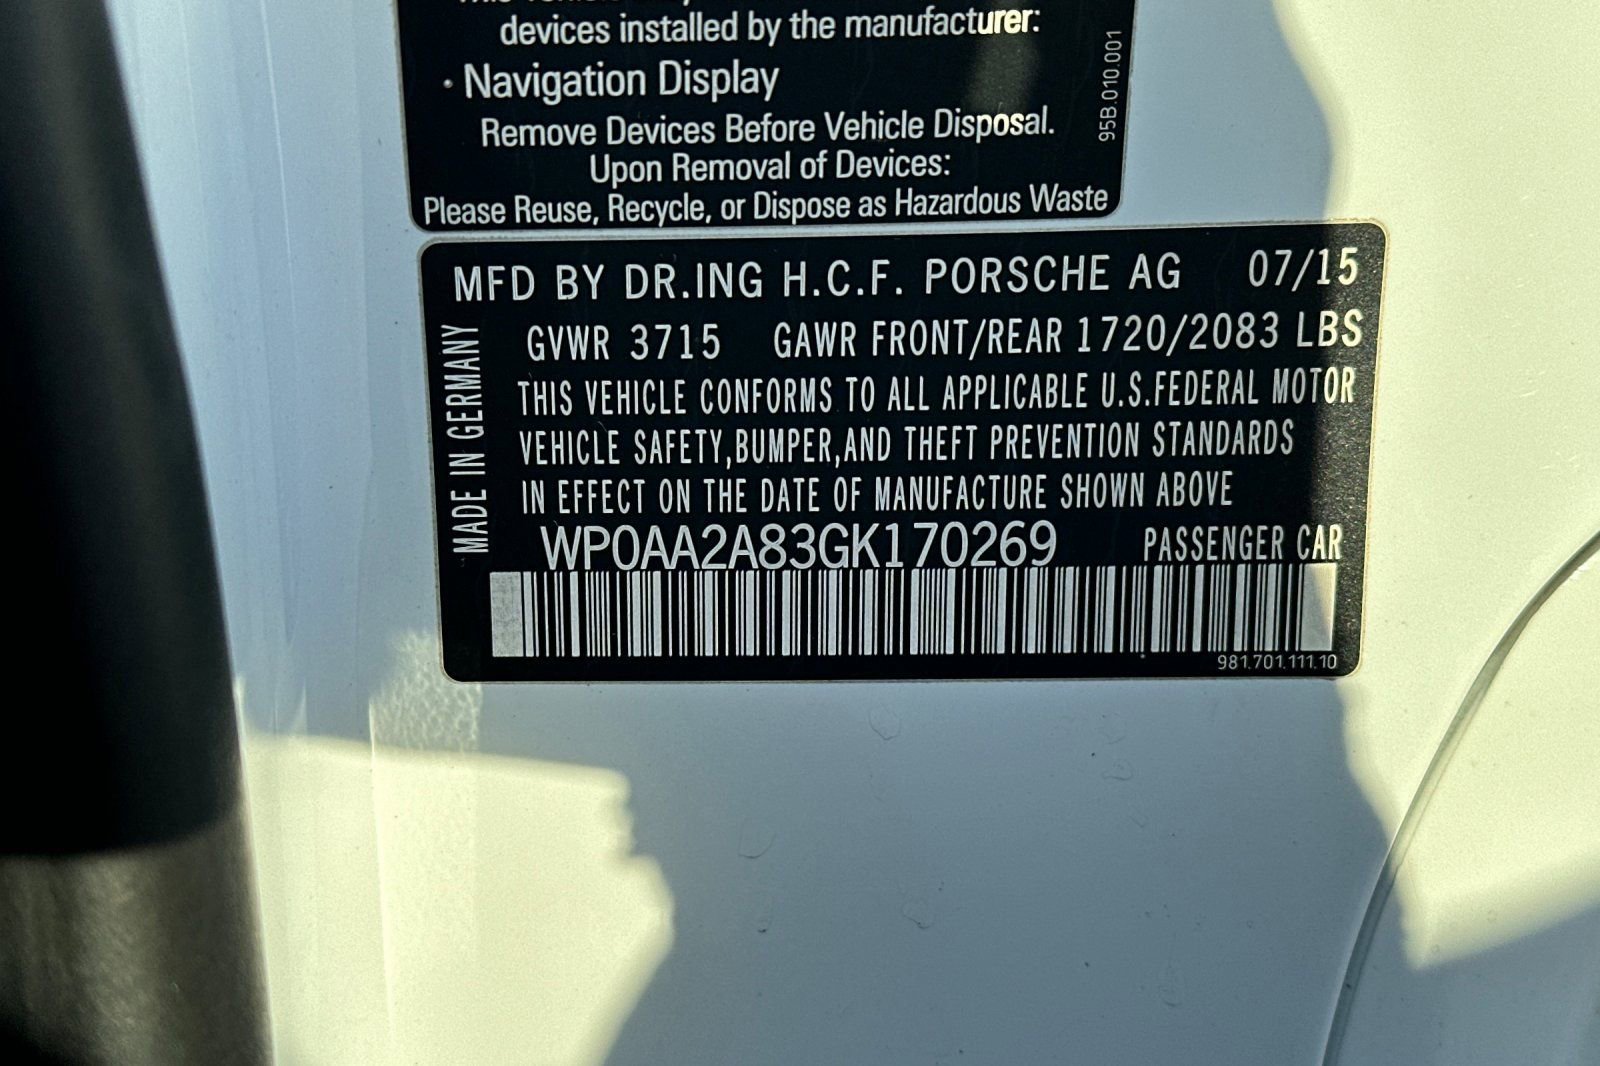 devices installed by the manufacturer:
· Navigation Display
Remove Devices Before Vehicle Disposal.
Upon Removal of Devices:
Please Reuse, Recycle, or Dispose as Hazardous Waste
95B.010.001
MFD BY DR.ING H.C.F. PORSCHE AG 07/15
GVWR 3715 GAWR FRONT/REAR 1720/2083 LBS
THIS VEHICLE CONFORMS TO ALL APPLICABLE U.S.FEDERAL MOTOR
VEHICLE SAFETY,BUMPER,AND THEFT PREVENTION STANDARDS
IN EFFECT ON THE DATE OF MANUFACTURE SHOWN ABOVE
WP0AA2A83GK170269 PASSENGER CAR
981.701.111.10
MADE IN GERMANY